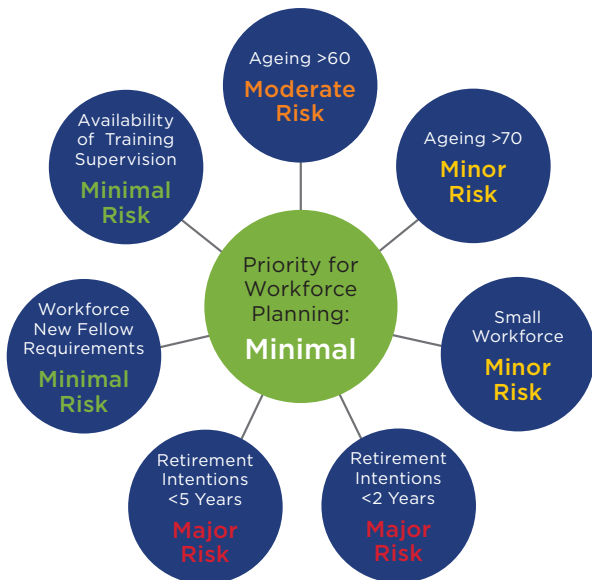 Ageing >60
Moderate
Risk
Ageing >70
Minor
Risk
Small
Workforce
Minor
Risk
Retirement
Intentions
<2 Years
Major
Risk
Retirement
Intentions
<5 Years
Major
Risk
Workforce
New Fellow
Requirements
Minimal
Risk
Availability
of Training
Supervision
Minimal
Risk
Priority for
Workforce
Planning:
Minimal